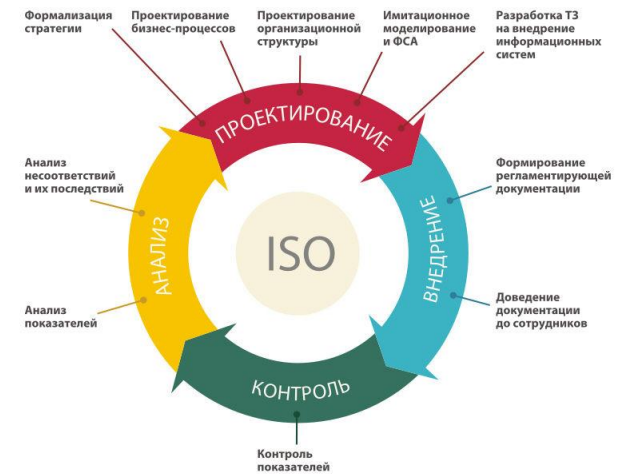 Формализация
стратегии
Проектирование
бизнес-процессов
Проектирование
организационной
структуры
Имитационное
моделирование
и ФСА
Разработка ТЗ
на внедрение
информационных
систем
ПРОЕКТИРОВАНИЕ
Анализ
несоответствий
и их последствий
Формирование
регламентирующей
документации
АНАЛИЗ
ISO
ВНЕДРЕНИЕ
Анализ
показателей
Доведение
документации
до сотрудников
КОНТРОЛЬ
Контроль
показателей